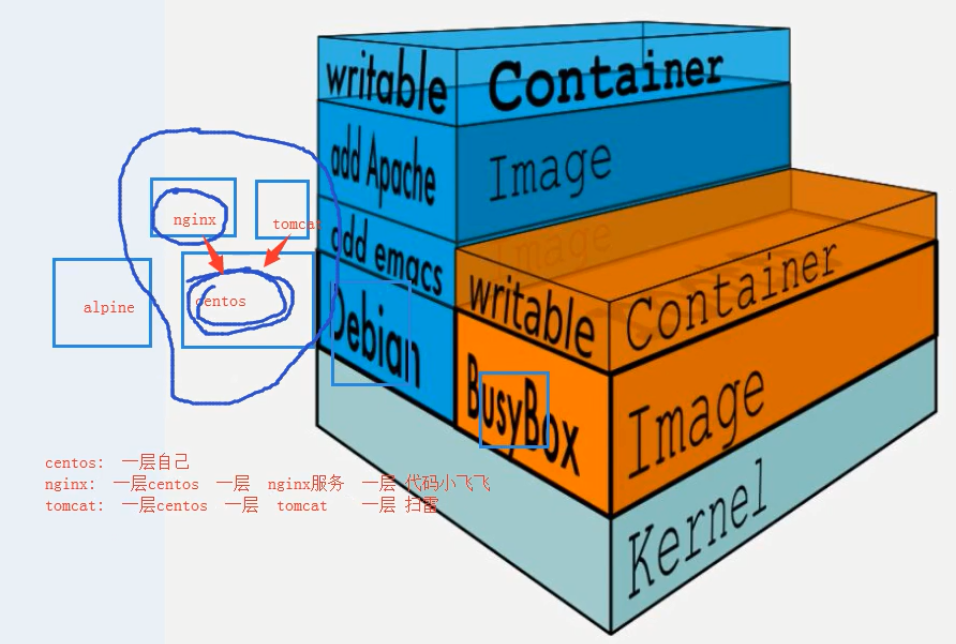 writable
Container
add Apache
Image
add emacs
Image
Debian
writable
Container
BusyBox
Image
Kernel
nginx
tomcat
centos
alpine
centos: 一层自己
nginx: 一层centos 一层 nginx服务 一层 代码小飞飞
tomcat: 一层centos 一层 tomcat 一层 扫雷